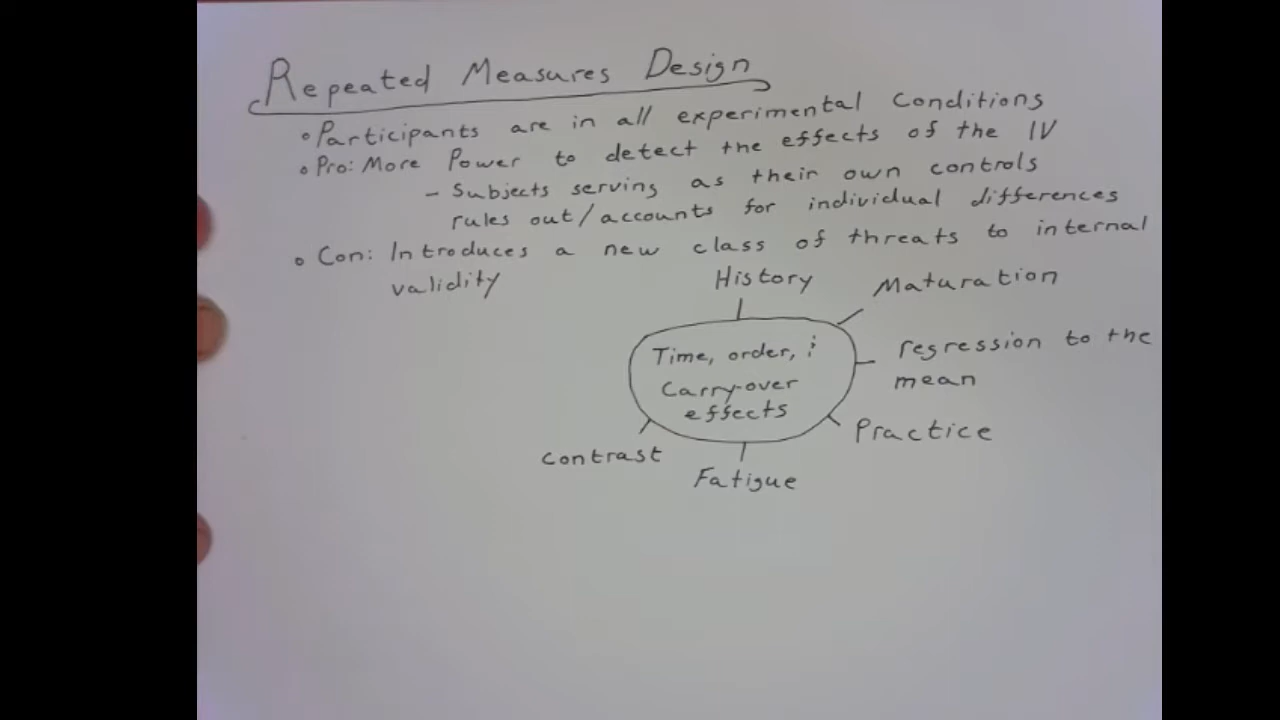 Repeated Measures Design
• Participants are in all experimental conditions
• Pro: More Power to detect the effects of the IV
- Subjects serving as their own controls
rules out/accounts for individual differences
• Con: Introduces a new class of threats to internal
validity
History
Maturation
Time, order, &
Carry-over
effects
regression to the
mean
Practice
contrast
Fatigue